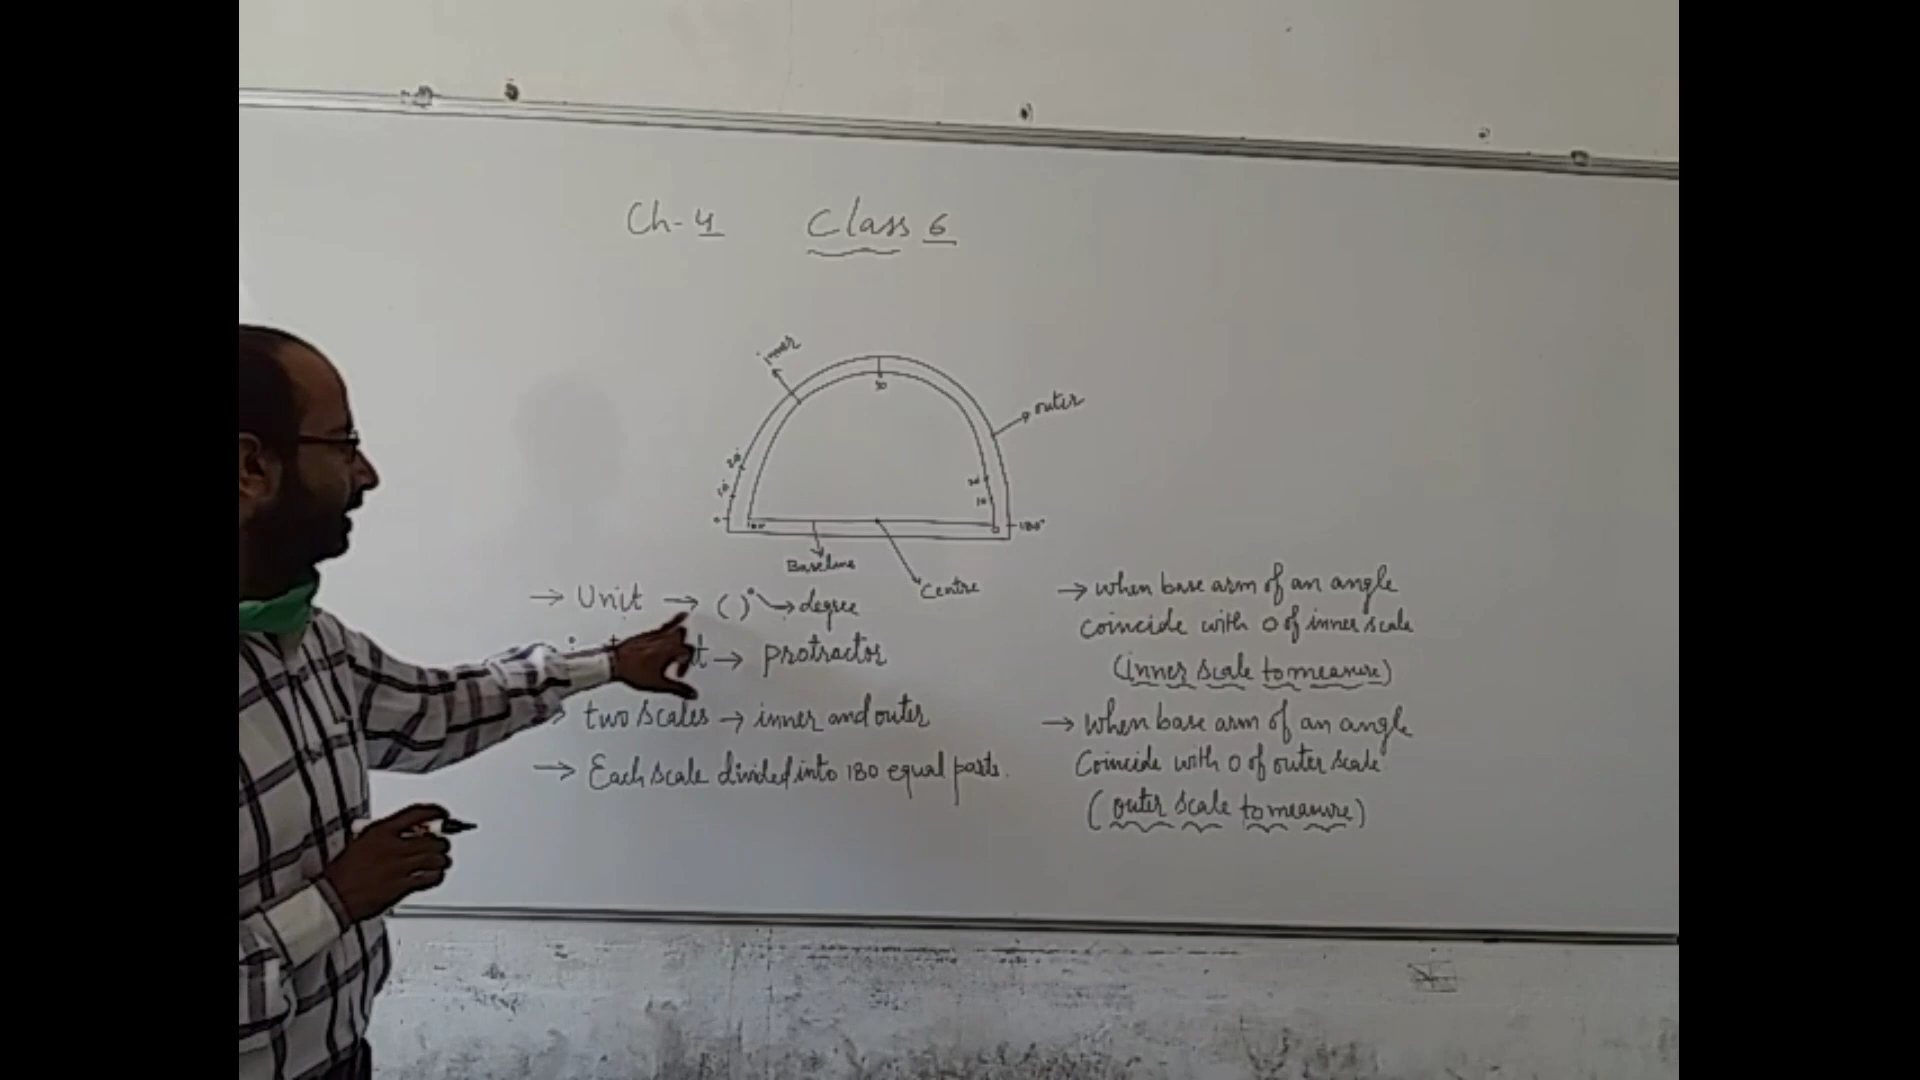 Ch-4 Class 6
inner
90
outer
20°
10°
0
20
10
0
180°
Baseline
Centre
→ Unit → ( )° → degree
→ protractor
two scales → inner and outer
→ Each scale divided into 180 equal parts.
→ when base arm of an angle
coincide with 0 of inner scale
(inner scale to measure)
→ when base arm of an angle
Coincide with 0 of outer scale
(outer scale to measure)